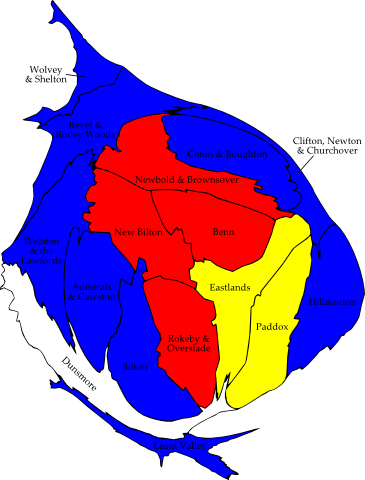 Wolvey
& Shelton
Revel &
Binley Woods
Clifton, Newton
& Churchover
Coton & Boughton
Newbold & Brownsover
New Bilton
Benn
Wolston
& the
Lawfords
Admirals
& Cawston
Eastlands
Hillmorton
Paddox
Rokeby &
Overslade
Bilton
Dunsmore
Leam Valley